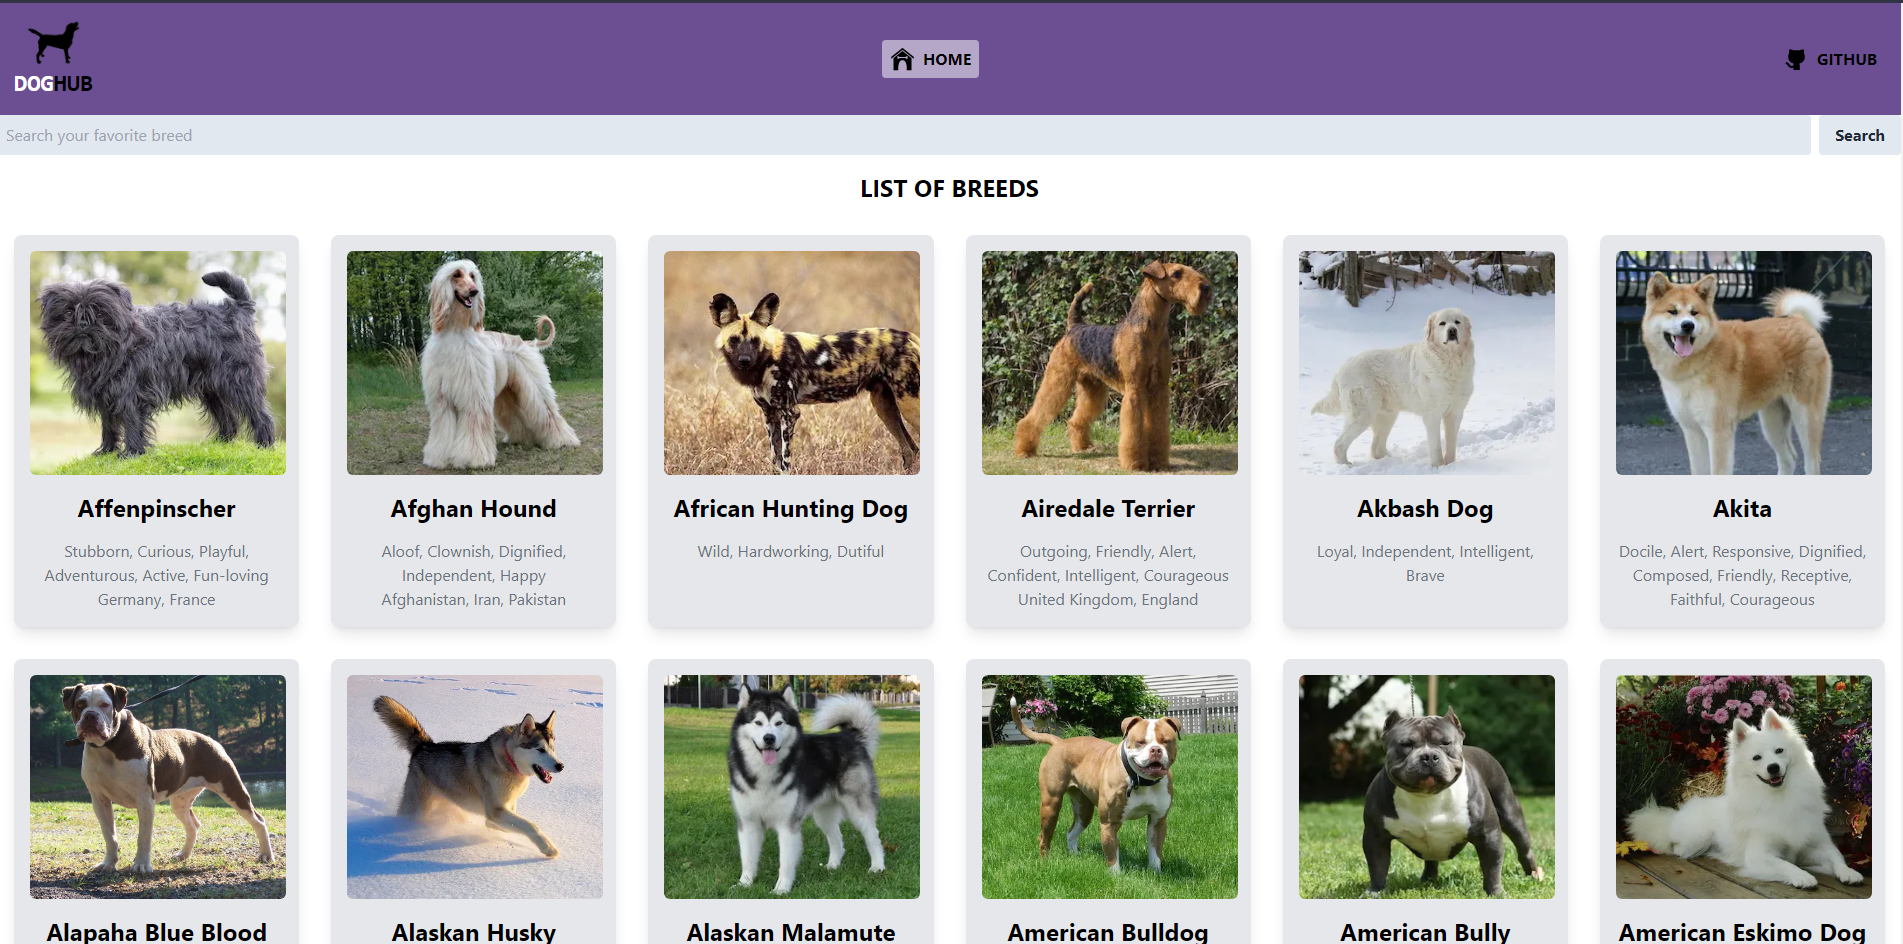 DOGHUB
HOME
GITHUB
Search your favorite breed
Search
LIST OF BREEDS
Affenpinscher
Stubborn, Curious, Playful,
Adventurous, Active, Fun-loving
Germany, France
Afghan Hound
Aloof, Clownish, Dignified,
Independent, Happy
Afghanistan, Iran, Pakistan
African Hunting Dog
Wild, Hardworking, Dutiful
Airedale Terrier
Outgoing, Friendly, Alert,
Confident, Intelligent, Courageous
United Kingdom, England
Akbash Dog
Loyal, Independent, Intelligent,
Brave
Akita
Docile, Alert, Responsive, Dignified,
Composed, Friendly, Receptive,
Faithful, Courageous
Alapaha Blue Blood
Alaskan Husky
Alaskan Malamute
American Bulldog
American Bully
American Eskimo Dog